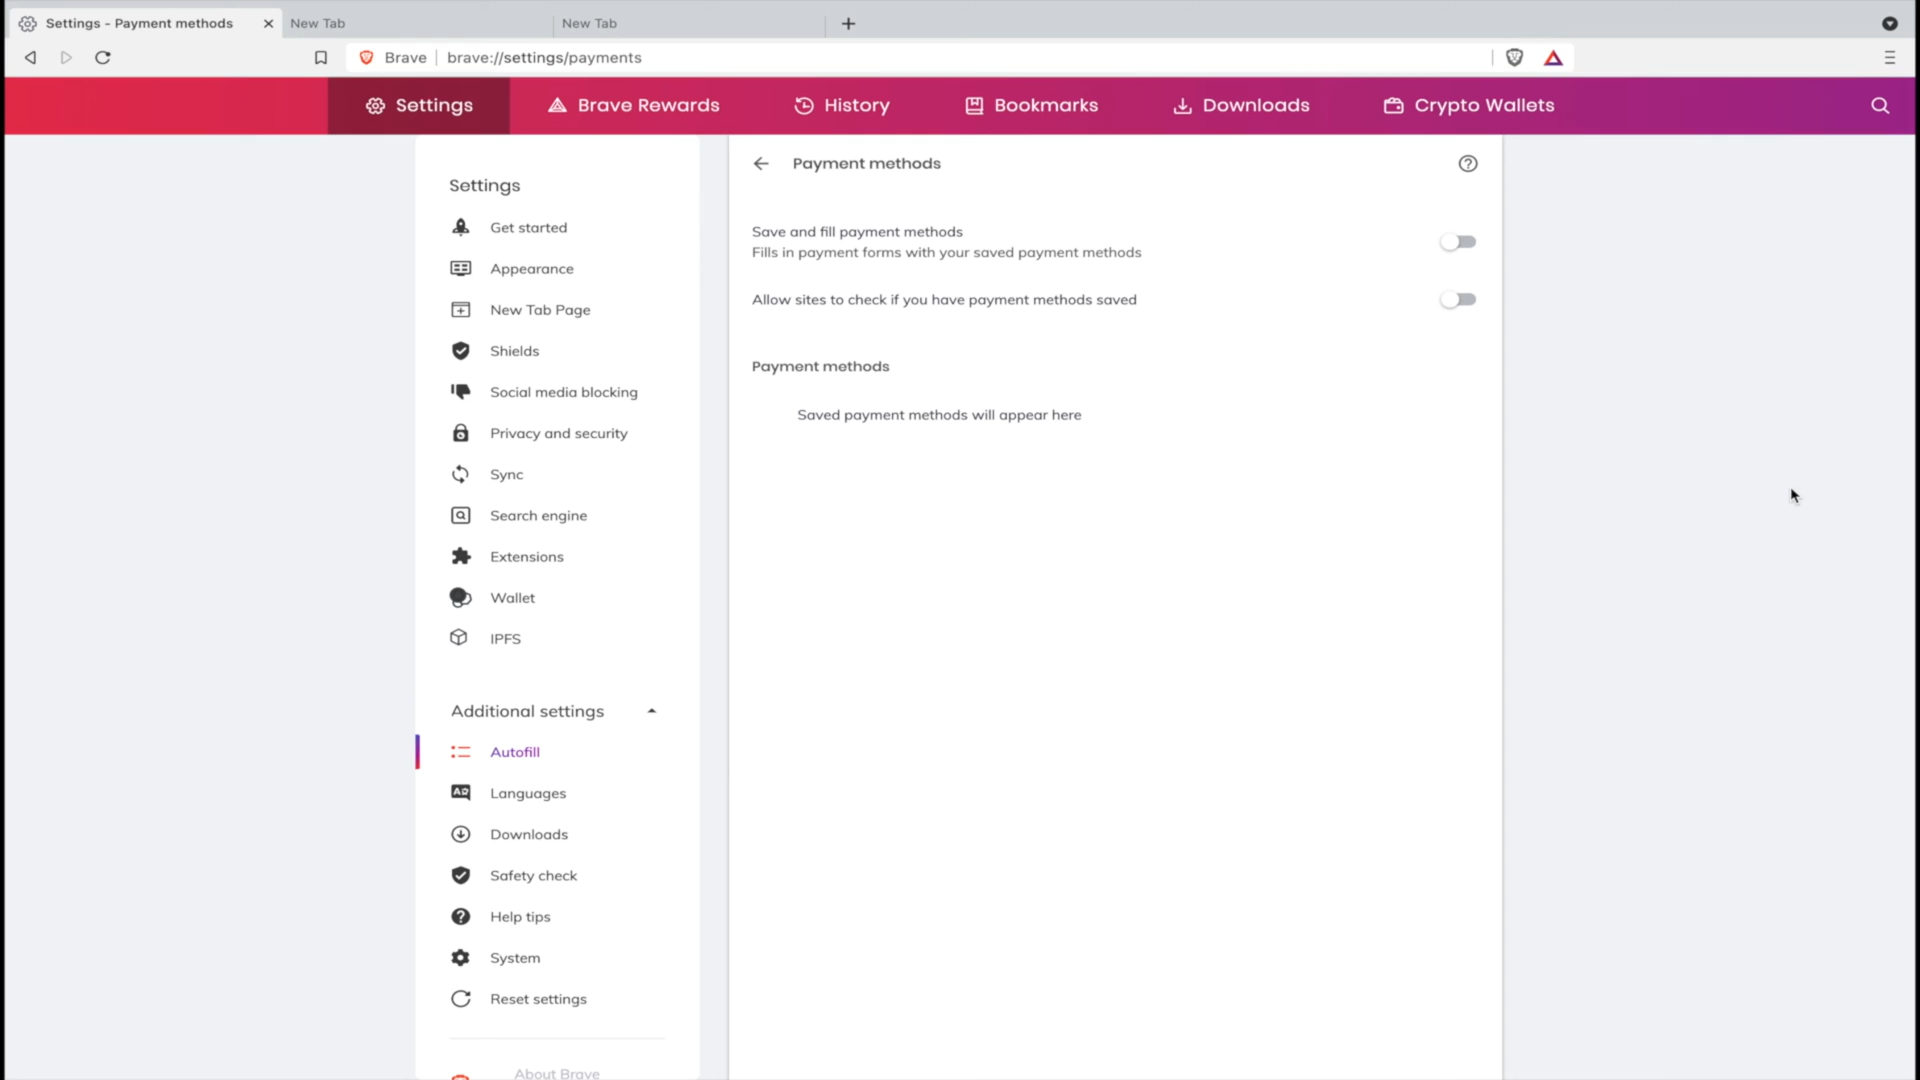 Settings - Payment methods
New Tab
New Tab
Brave
brave://settings/payments
Settings
Brave Rewards
History
Bookmarks
Downloads
Crypto Wallets
Settings
Get started
Appearance
New Tab Page
Shields
Social media blocking
Privacy and security
Sync
Search engine
Extensions
Wallet
IPFS
Additional settings
Autofill
Languages
Downloads
Safety check
Help tips
System
Reset settings
About Brave
Payment methods
Save and fill payment methods
Fills in payment forms with your saved payment methods
Allow sites to check if you have payment methods saved
Payment methods
Saved payment methods will appear here